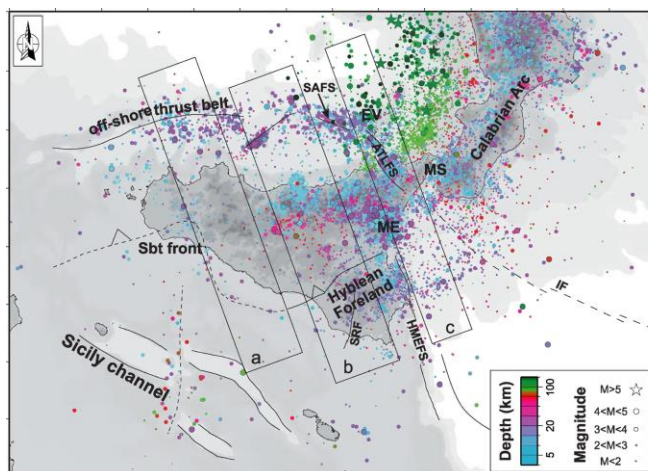 SAFS
off-shore thrust belt
EV
ATLFS
MS
Calabrian Arc
ME
Sbt front
Hyblean
Foreland
IF
SRF
HMEFS
a
b
c
Sicily channel
Depth (km)
100
20
5
Magnitude
M>5
4<M<5
3<M<4
2<M<3
M<2